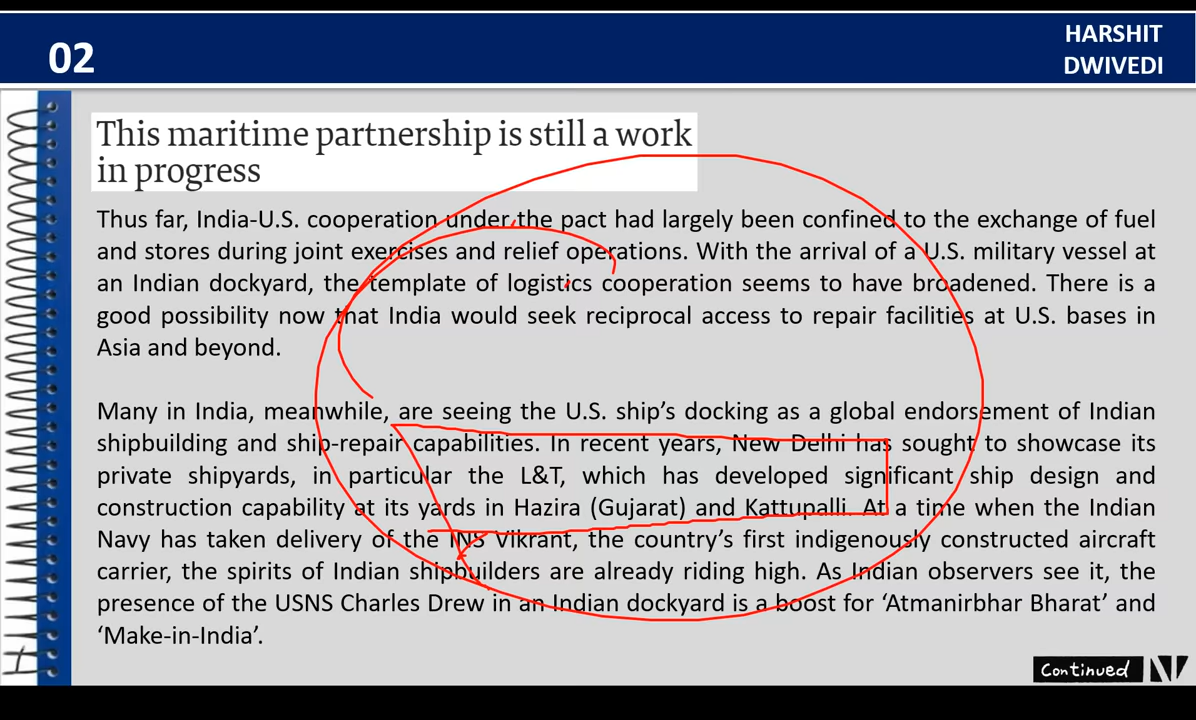 02
HARSHIT
DWIVEDI
This maritime partnership is still a work
in progress
Thus far, India-U.S. cooperation under the pact had largely been confined to the exchange of fuel
and stores during joint exercises and relief operations. With the arrival of a U.S. military vessel at
an Indian dockyard, the template of logistics cooperation seems to have broadened. There is a
good possibility now that India would seek reciprocal access to repair facilities at U.S. bases in
Asia and beyond.
Many in India, meanwhile, are seeing the U.S. ship's docking as a global endorsement of Indian
shipbuilding and ship-repair capabilities. In recent years, New Delhi has sought to showcase its
private shipyards, in particular the L&T, which has developed significant ship design and
construction capability at its yards in Hazira (Gujarat) and Kattupalli. At a time when the Indian
Navy has taken delivery of the INS Vikrant, the country's first indigenously constructed aircraft
carrier, the spirits of Indian shipbuilders are already riding high. As Indian observers see it, the
presence of the USNS Charles Drew in an Indian dockyard is a boost for ‘Atmanirbhar Bharat’ and
‘Make-in-India’.
Continued